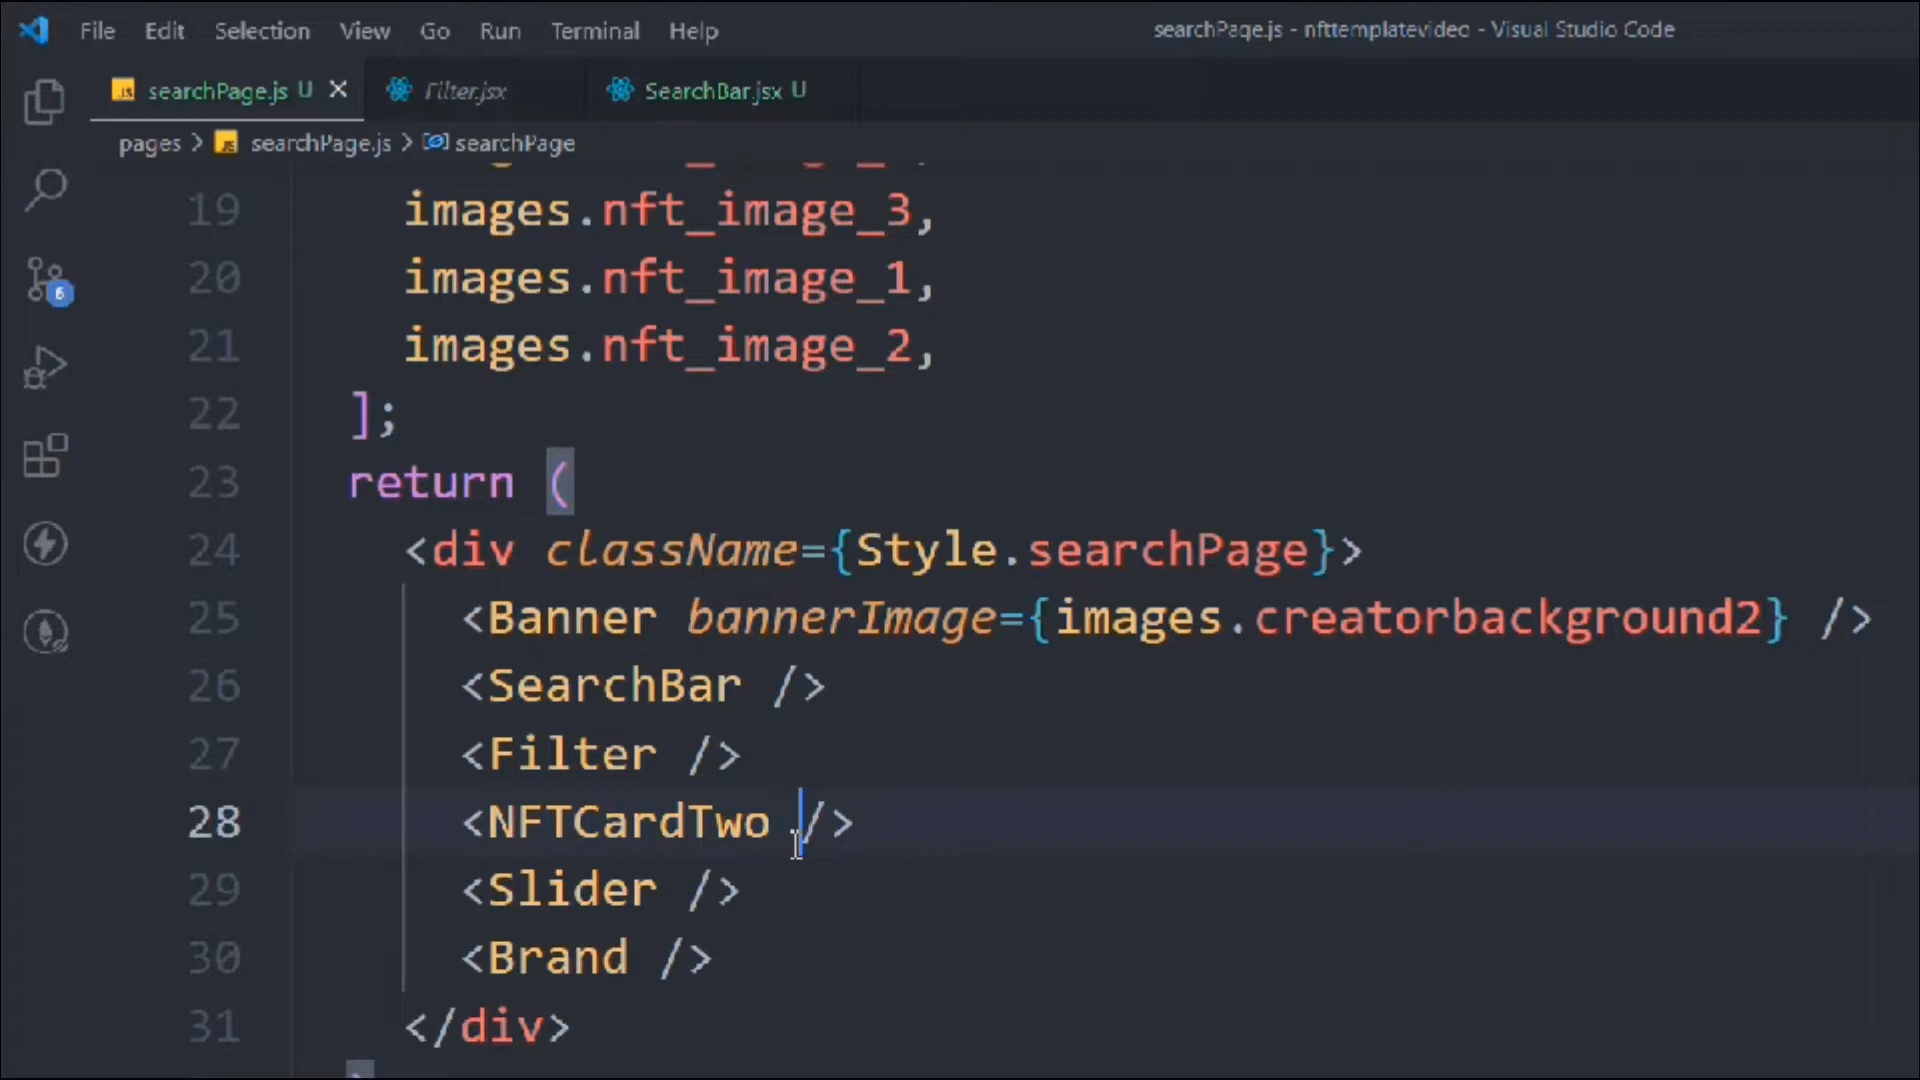 File Edit Selection View Go Run Terminal Help
searchPage.js - nfttemplatevideo - Visual Studio Code
searchPage.js U
Filter.jsx
SearchBar.jsx U
pages > searchPage.js > searchPage
19 images.nft_image_3,
20 images.nft_image_1,
21 images.nft_image_2,
22 ];
23 return (
24 <div className={Style.searchPage}>
25 <Banner bannerImage={images.creatorbackground2} />
26 <SearchBar />
27 <Filter />
28 <NFTCardTwo />
29 <Slider />
30 <Brand />
31 </div>
6